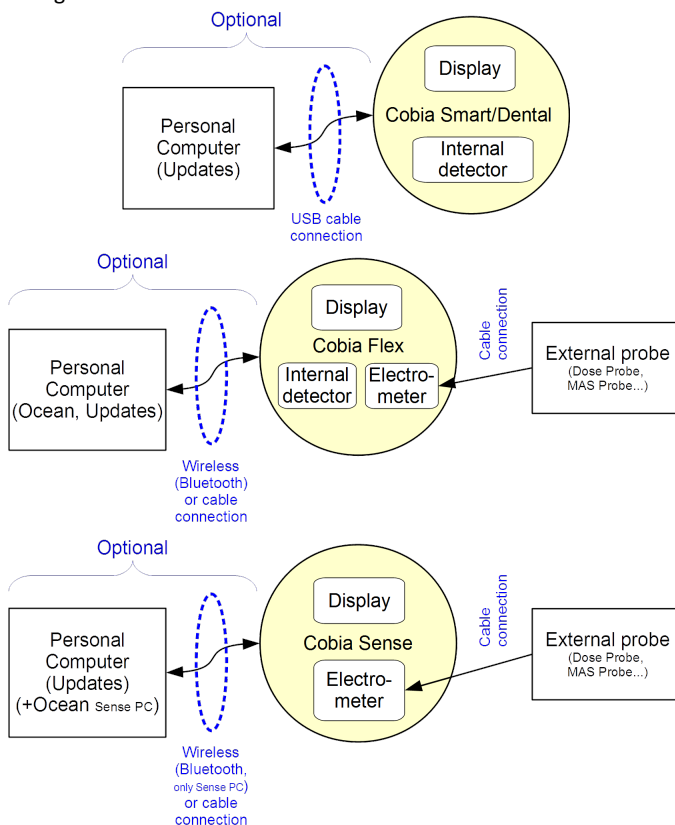 Optional
Display
Cobia Smart/Dental
Internal
detector
Personal
Computer
(Updates)
USB cable
connection
Optional
Display
Cobia Flex
Internal
detector
Electro-
meter
Personal
Computer
(Ocean, Updates)
Cable
connection
External probe
(Dose Probe,
MAS Probe...)
Wireless
(Bluetooth)
or cable
connection
Optional
Display
Cobia Sense
Electro-
meter
Personal
Computer
(Updates)
(+Ocean Sense PC)
Cable
connection
External probe
(Dose Probe,
MAS Probe...)
Wireless
(Bluetooth,
only Sense PC)
or cable
connection